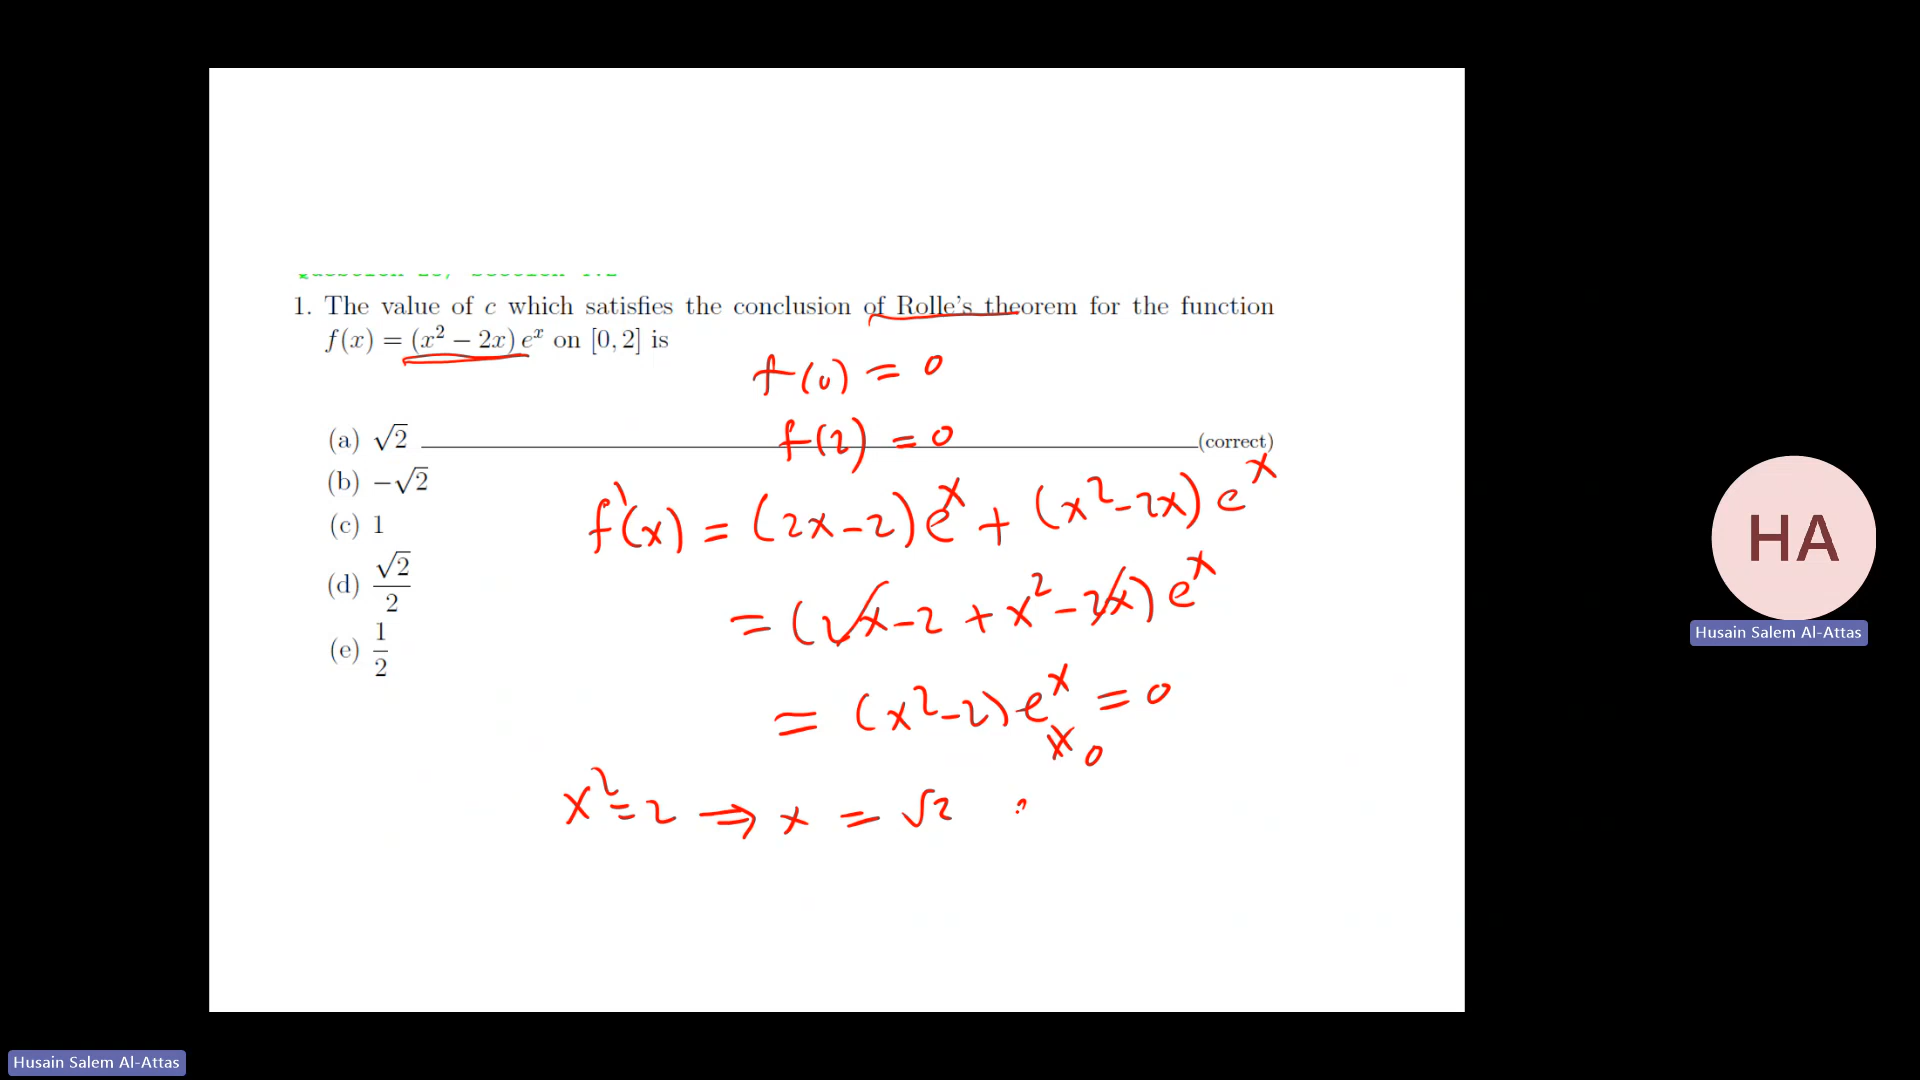 1. The value of c which satisfies the conclusion of Rolle's theorem for the function
f(x) = (x² − 2x) eˣ on [0, 2] is
f(0) = 0
(a) √2 (correct)
f(2) = 0
(b) −√2
f'(x) = (2x-2)eˣ + (x²-2x) eˣ
(c) 1
(d) √2/2
= (2x-2 + x² - 2x) eˣ
(e) 1/2
= (x²-2) eˣ = 0
≠ 0
x² = 2 ⇒ x = √2
HA
Husain Salem Al-Attas
Husain Salem Al-Attas